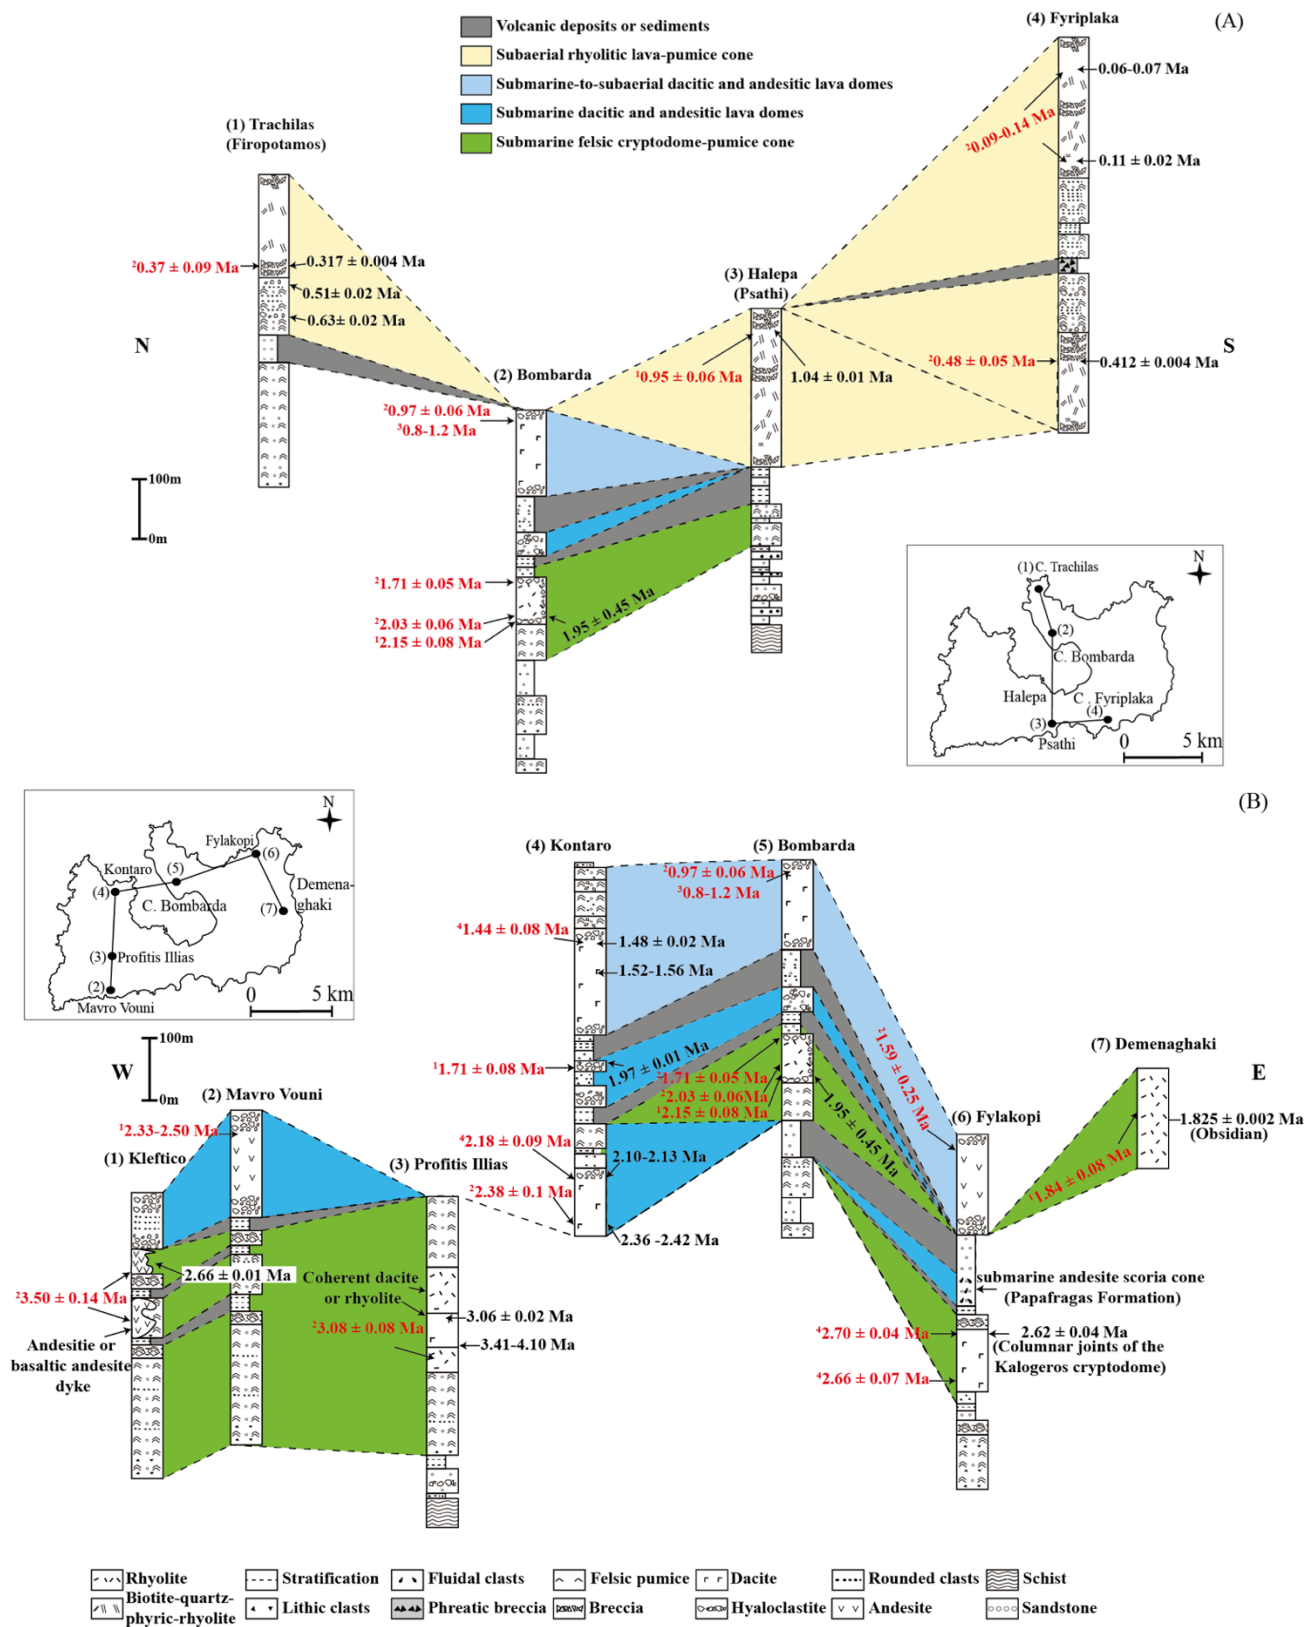 (A)
Volcanic deposits or sediments
Subaerial rhyolitic lava-pumice cone
Submarine-to-subaerial dacitic and andesitic lava domes
Submarine dacitic and andesitic lava domes
Submarine felsic cryptodome-pumice cone
(4) Fyriplaka
0.06-0.07 Ma
²0.09-0.14 Ma
0.11 ± 0.02 Ma
²0.48 ± 0.05 Ma
0.412 ± 0.004 Ma
(1) Trachilas
(Firopotamos)
²0.37 ± 0.09 Ma
0.317 ± 0.004 Ma
0.51± 0.02 Ma
0.63± 0.02 Ma
N
S
(3) Halepa
(Psathi)
¹0.95 ± 0.06 Ma
1.04 ± 0.01 Ma
(2) Bombarda
²0.97 ± 0.06 Ma
³0.8-1.2 Ma
²1.71 ± 0.05 Ma
²2.03 ± 0.06 Ma
¹2.15 ± 0.08 Ma
1.95 ± 0.45 Ma
100m
0m
N
(1) C. Trachilas
(2)
C. Bombarda
Halepa
C . Fyriplaka
(4)
(3)
Psathi
0 5 km
(B)
N
Fylakopi
(6)
Kontaro
(5)
(4)
Demena-
ghaki
C. Bombarda
(7)
(3) Profitis Illias
(2)
Mavro Vouni
0 5 km
100m
0m
W
E
(1) Kleftico
²3.50 ± 0.14 Ma
2.66 ± 0.01 Ma
Andesitie or
basaltic andesite
dyke
(2) Mavro Vouni
¹2.33-2.50 Ma
(3) Profitis Illias
Coherent dacite
or rhyolite
²3.08 ± 0.08 Ma
3.06 ± 0.02 Ma
3.41-4.10 Ma
(4) Kontaro
⁴1.44 ± 0.08 Ma
1.48 ± 0.02 Ma
1.52-1.56 Ma
¹1.71 ± 0.08 Ma
1.97 ± 0.01 Ma
⁴2.18 ± 0.09 Ma
2.10-2.13 Ma
²2.38 ± 0.1 Ma
2.36 -2.42 Ma
(5) Bombarda
²0.97 ± 0.06 Ma
³0.8-1.2 Ma
²1.71 ± 0.05 Ma
²2.03 ± 0.06Ma
¹2.15 ± 0.08 Ma
1.95 ± 0.45 Ma
(6) Fylakopi
²1.59 ± 0.25 Ma
submarine andesite scoria cone
(Papafragas Formation)
⁴2.70 ± 0.04 Ma
2.62 ± 0.04 Ma
(Columnar joints of the
Kalogeros cryptodome)
⁴2.66 ± 0.07 Ma
(7) Demenaghaki
1.825 ± 0.002 Ma
(Obsidian)
¹1.84 ± 0.08 Ma
Rhyolite
Stratification
Fluidal clasts
Felsic pumice
Dacite
Rounded clasts
Schist
Biotite-quartz-
phyric-rhyolite
Lithic clasts
Phreatic breccia
Breccia
Hyaloclastite
Andesite
Sandstone